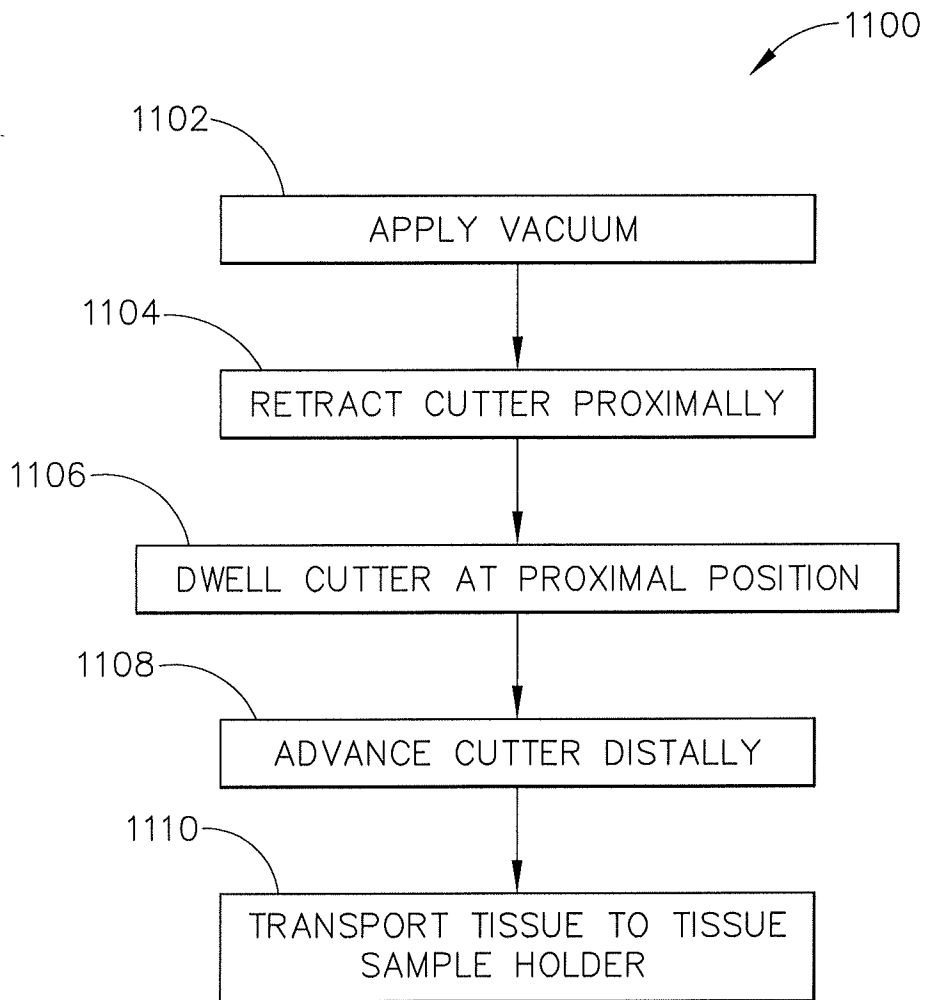 1100
1102
APPLY VACUUM
1104
RETRACT CUTTER PROXIMALLY
1106
DWELL CUTTER AT PROXIMAL POSITION
1108
ADVANCE CUTTER DISTALLY
1110
TRANSPORT TISSUE TO TISSUE
SAMPLE HOLDER